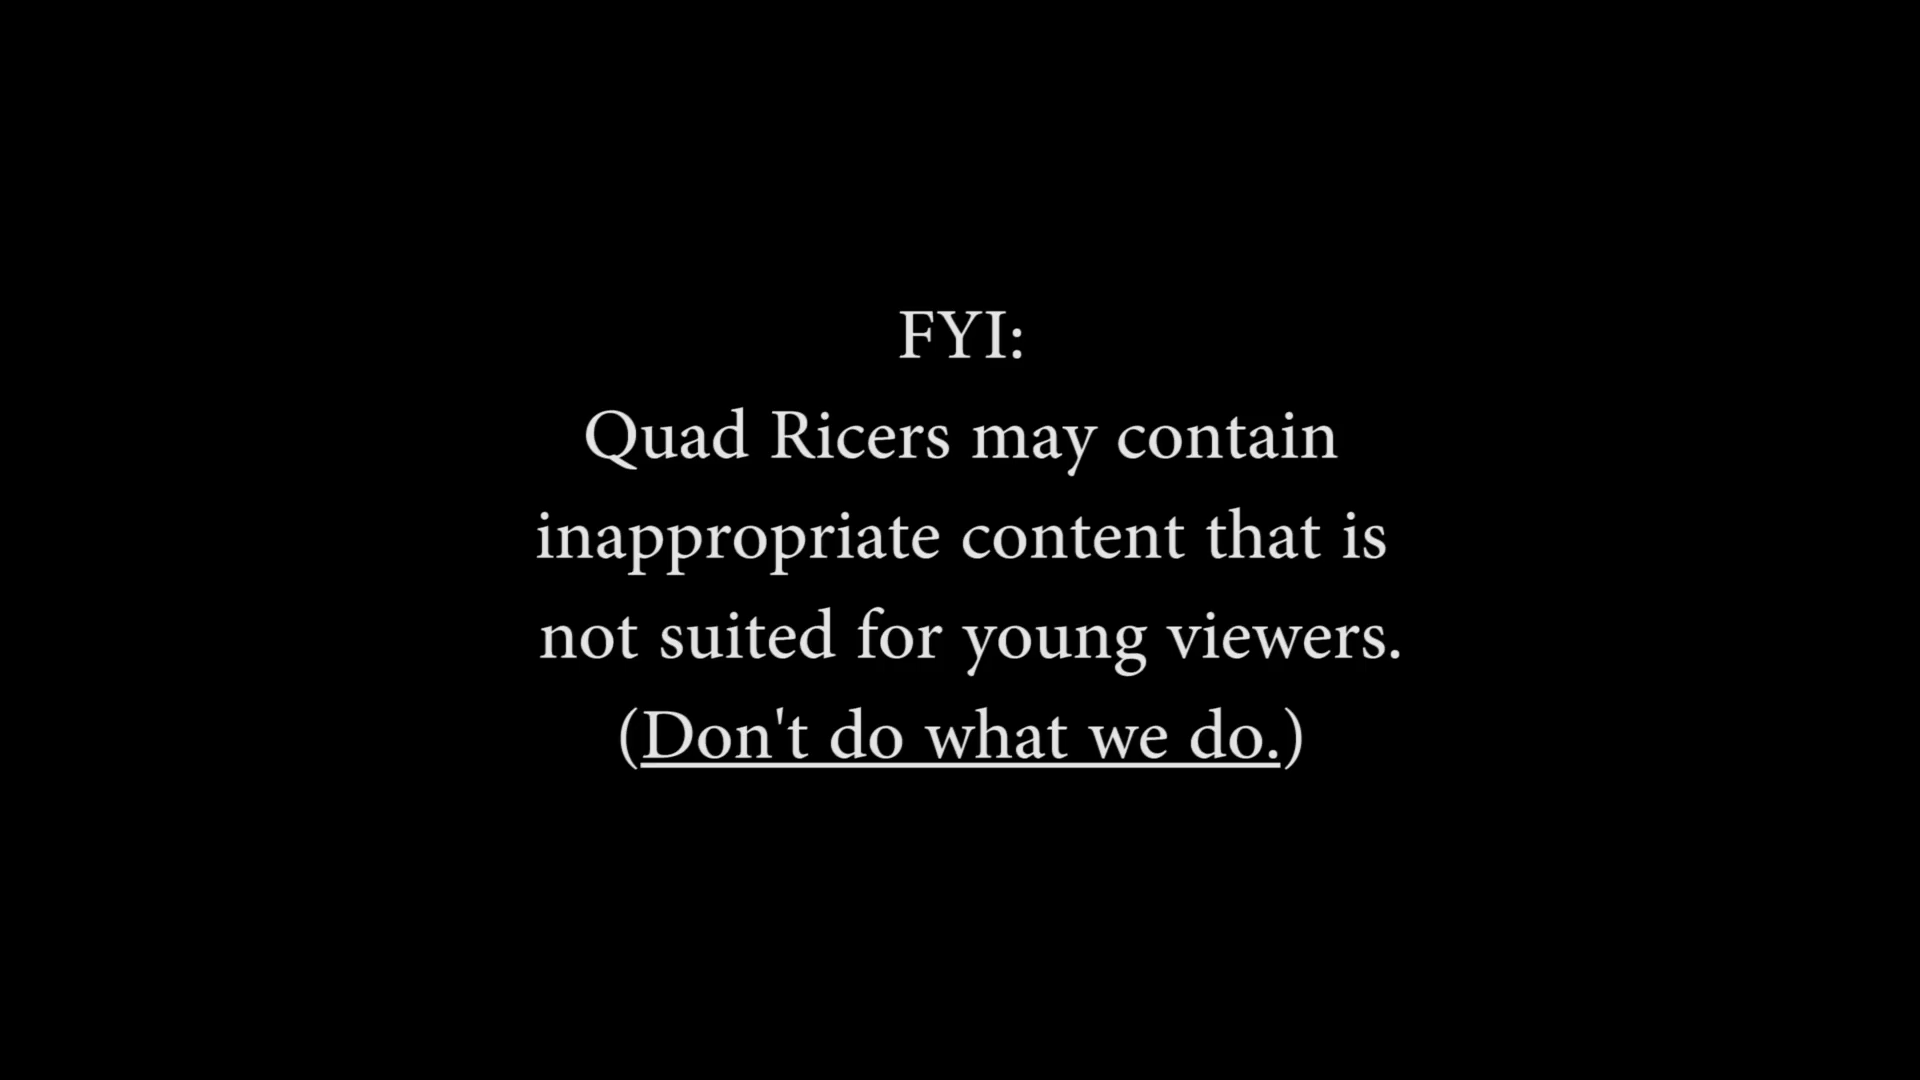 FYI:
Quad Ricers may contain
inappropriate content that is
not suited for young viewers.
(Don't do what we do.)